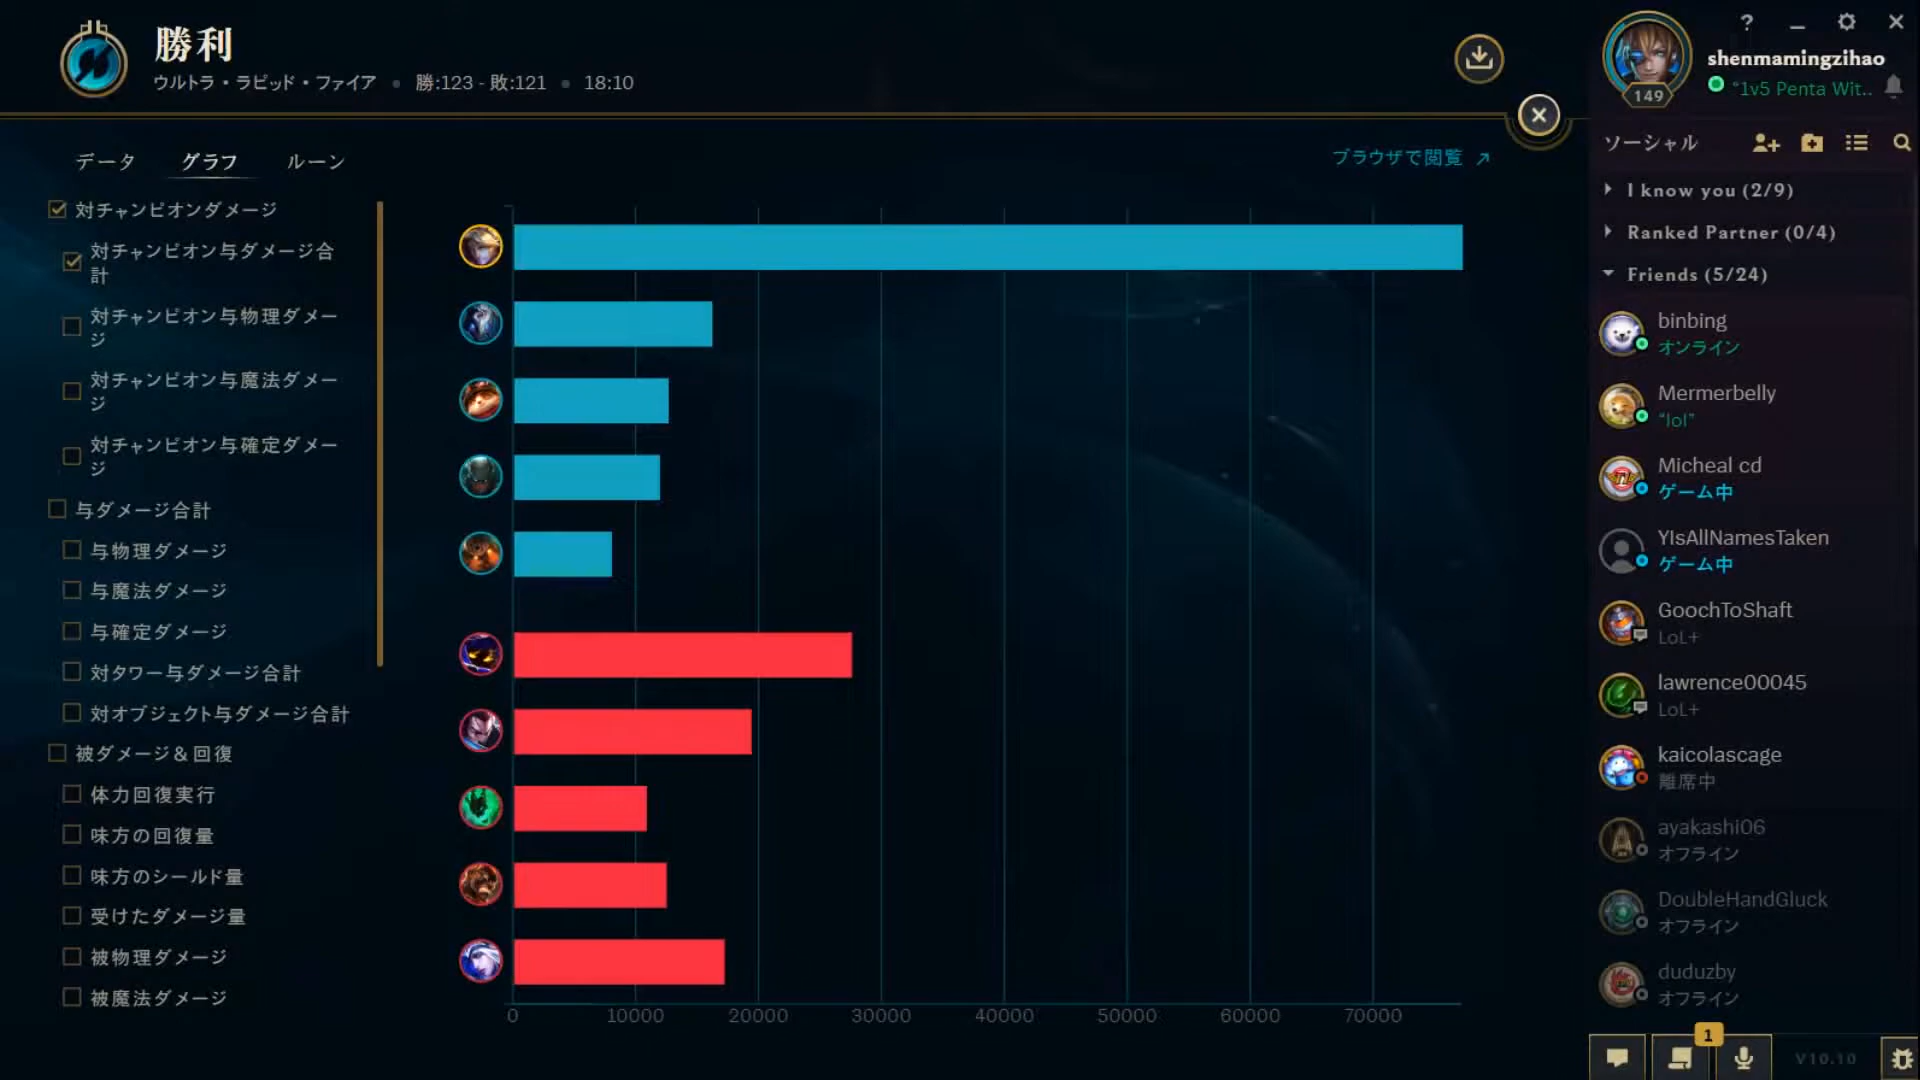 勝利
ウルトラ・ラピッド・ファイア • 勝:123 - 敗:121 • 18:10
データ グラフ ルーン
ブラウザで閲覧
対チャンピオンダメージ
対チャンピオン与ダメージ合
計
対チャンピオン与物理ダメー
ジ
対チャンピオン与魔法ダメー
ジ
対チャンピオン与確定ダメー
ジ
与ダメージ合計
与物理ダメージ
与魔法ダメージ
与確定ダメージ
対タワー与ダメージ合計
対オブジェクト与ダメージ合計
被ダメージ&回復
体力回復実行
味方の回復量
味方のシールド量
受けたダメージ量
被物理ダメージ
被魔法ダメージ
0 10000 20000 30000 40000 50000 60000 70000
?
shenmamingzihao
149
“1v5 Penta Wit..
ソーシャル
I know you (2/9)
Ranked Partner (0/4)
Friends (5/24)
binbing
オンライン
Mermerbelly
“lol”
Micheal cd
ゲーム中
YIsAllNamesTaken
ゲーム中
GoochToShaft
LoL+
lawrence00045
LoL+
kaicolascage
離席中
ayakashi06
オフライン
DoubleHandGluck
オフライン
duduzby
オフライン
1
V10.10